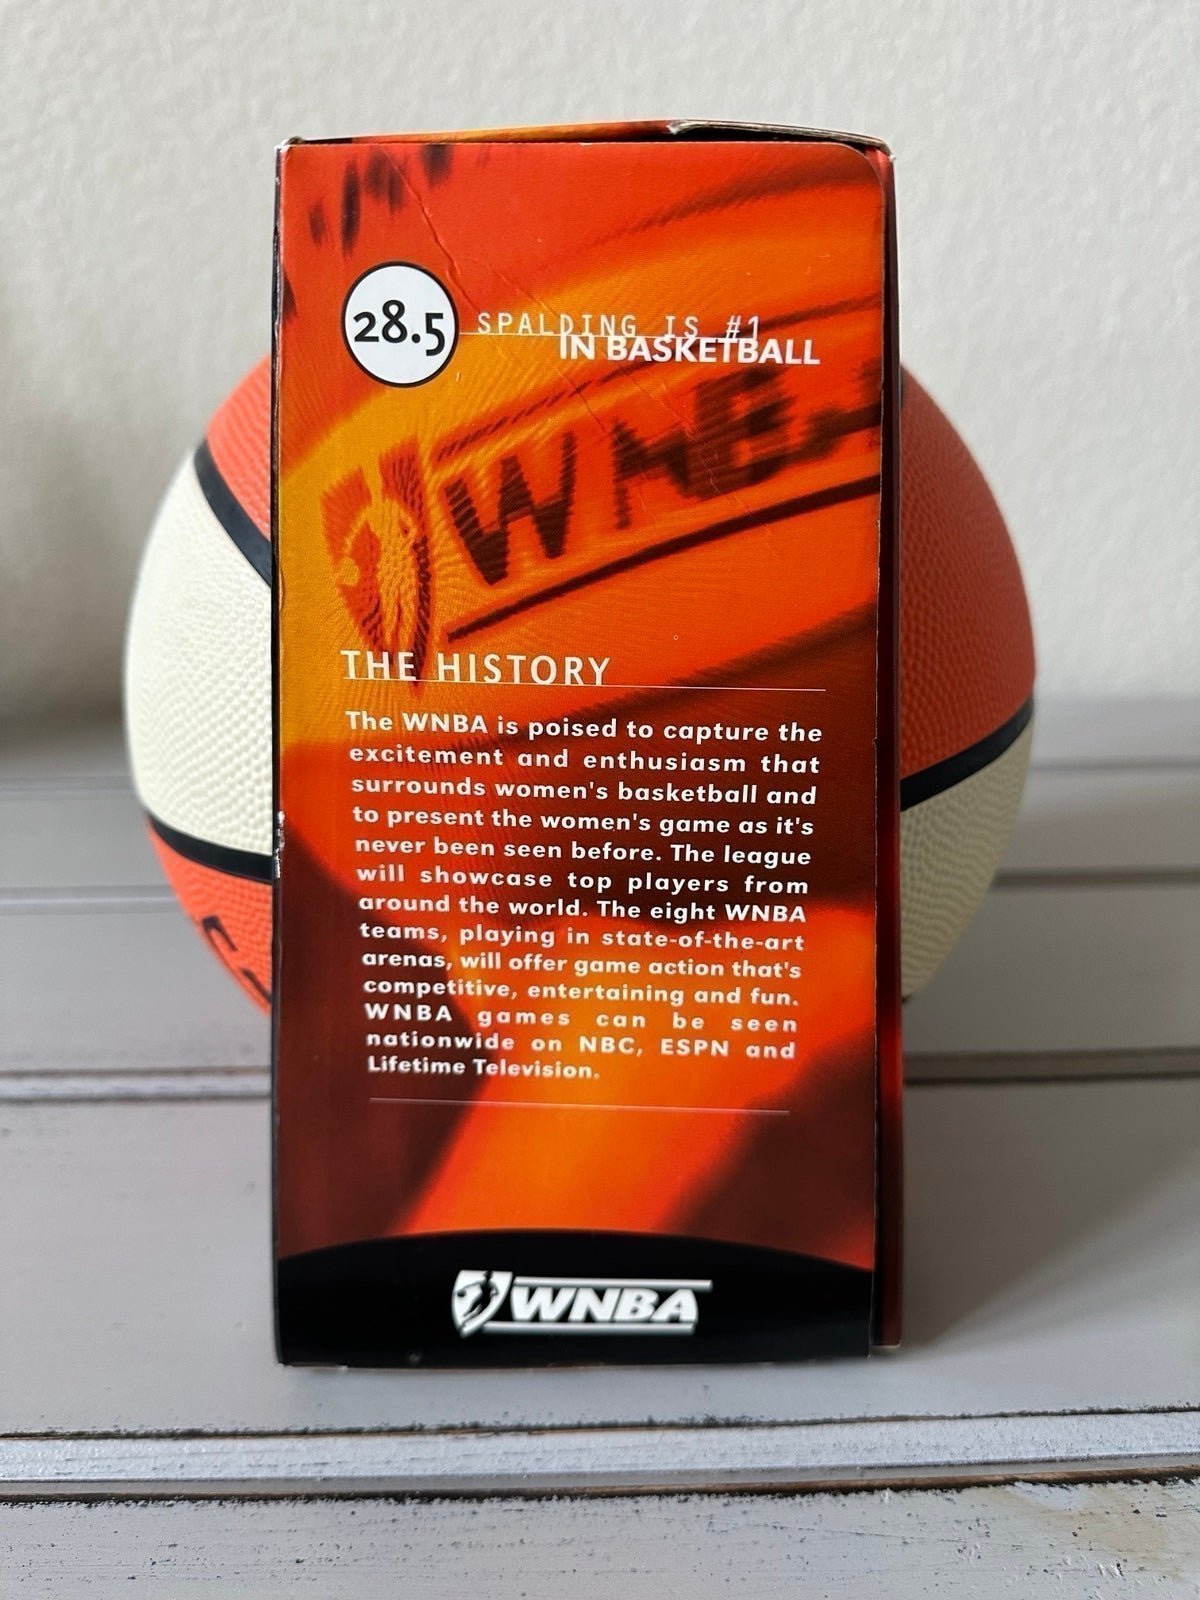 28.5
SPALDING IS #1
IN BASKETBALL
WNBA
THE HISTORY
The WNBA is poised to capture the
excitement and enthusiasm that
surrounds women's basketball and
to present the women's game as it's
never been seen before. The league
will showcase top players from
around the world. The eight WNBA
teams, playing in state-of-the-art
arenas, will offer game action that's
competitive, entertaining and fun.
WNBA games can be seen
nationwide on NBC, ESPN and
Lifetime Television.
WNBA